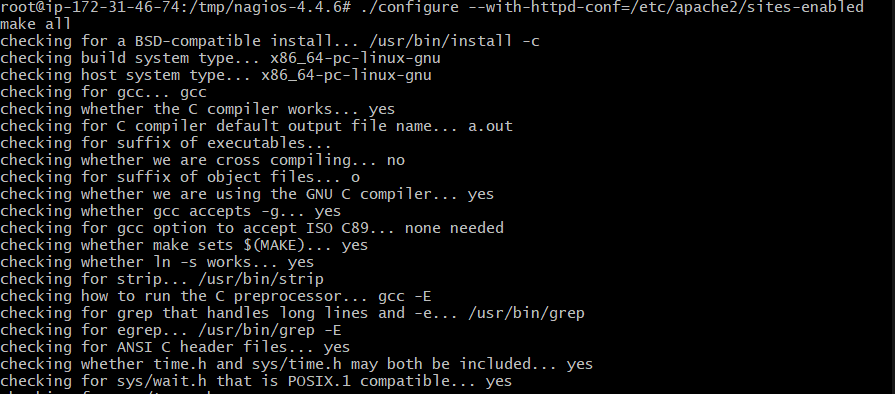 root@ip-172-31-46-74:/tmp/nagios-4.4.6# ./configure --with-httpd-conf=/etc/apache2/sites-enabled
make all
checking for a BSD-compatible install... /usr/bin/install -c
checking build system type... x86_64-pc-linux-gnu
checking host system type... x86_64-pc-linux-gnu
checking for gcc... gcc
checking whether the C compiler works... yes
checking for C compiler default output file name... a.out
checking for suffix of executables...
checking whether we are cross compiling... no
checking for suffix of object files... o
checking whether we are using the GNU C compiler... yes
checking whether gcc accepts -g... yes
checking for gcc option to accept ISO C89... none needed
checking whether make sets $(MAKE)... yes
checking whether ln -s works... yes
checking for strip... /usr/bin/strip
checking how to run the C preprocessor... gcc -E
checking for grep that handles long lines and -e... /usr/bin/grep
checking for egrep... /usr/bin/grep -E
checking for ANSI C header files... yes
checking whether time.h and sys/time.h may both be included... yes
checking for sys/wait.h that is POSIX.1 compatible... yes